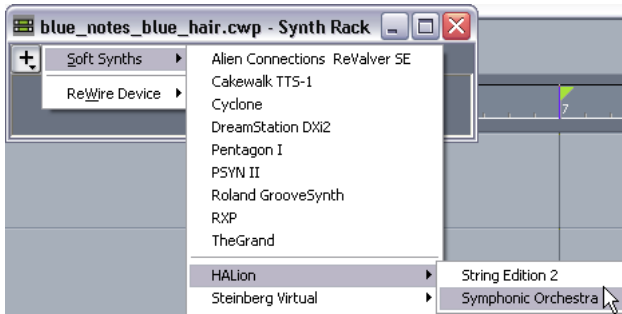 blue_notes_blue_hair.cwp - Synth Rack
Soft Synths
ReWire Device
Alien Connections ReValver SE
Cakewalk TTS-1
Cyclone
DreamStation DXi2
Pentagon I
PSYN II
Roland GrooveSynth
RXP
TheGrand
HALion
Steinberg Virtual
String Edition 2
Symphonic Orchestra
7